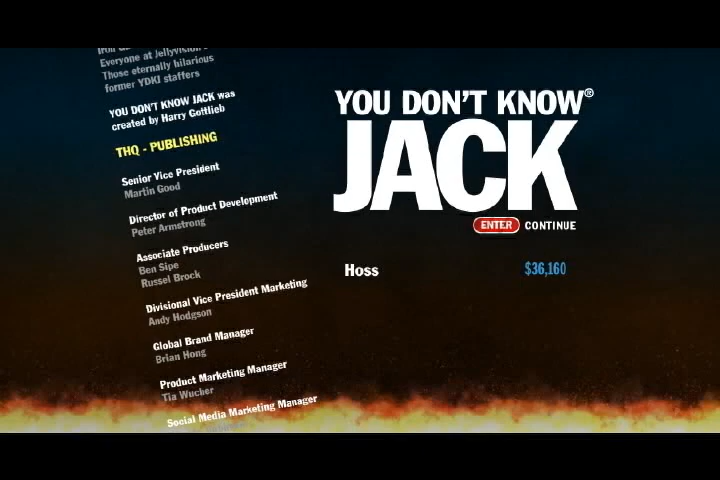 Everyone at Jellyvision
Those eternally hilarious
former YDKJ staffers
YOU DON'T KNOW JACK was
created by Harry Gottlieb
THQ - PUBLISHING
Senior Vice President
Martin Good
Director of Product Development
Peter Armstrong
Associate Producers
Ben Sipe
Russel Brock
Divisional Vice President Marketing
Andy Hodgson
Global Brand Manager
Brian Hong
Product Marketing Manager
Tia Wucher
Social Media Marketing Manager
YOU DON'T KNOW®
JACK
ENTER CONTINUE
Hoss $36,160